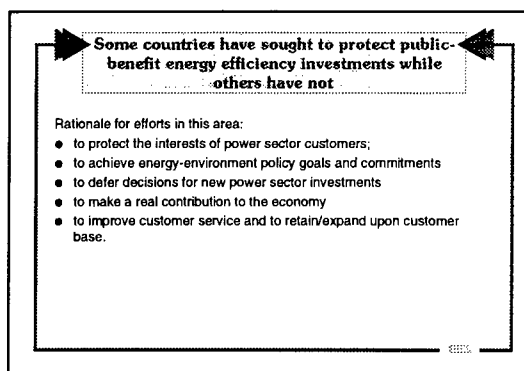 Some countries have sought to protect public-
benefit energy efficiency investments while
others have not
Rationale for efforts in this area:
● to protect the interests of power sector customers;
● to achieve energy-environment policy goals and commitments
● to defer decisions for new power sector investments
● to make a real contribution to the economy
● to improve customer service and to retain/expand upon customer
base.